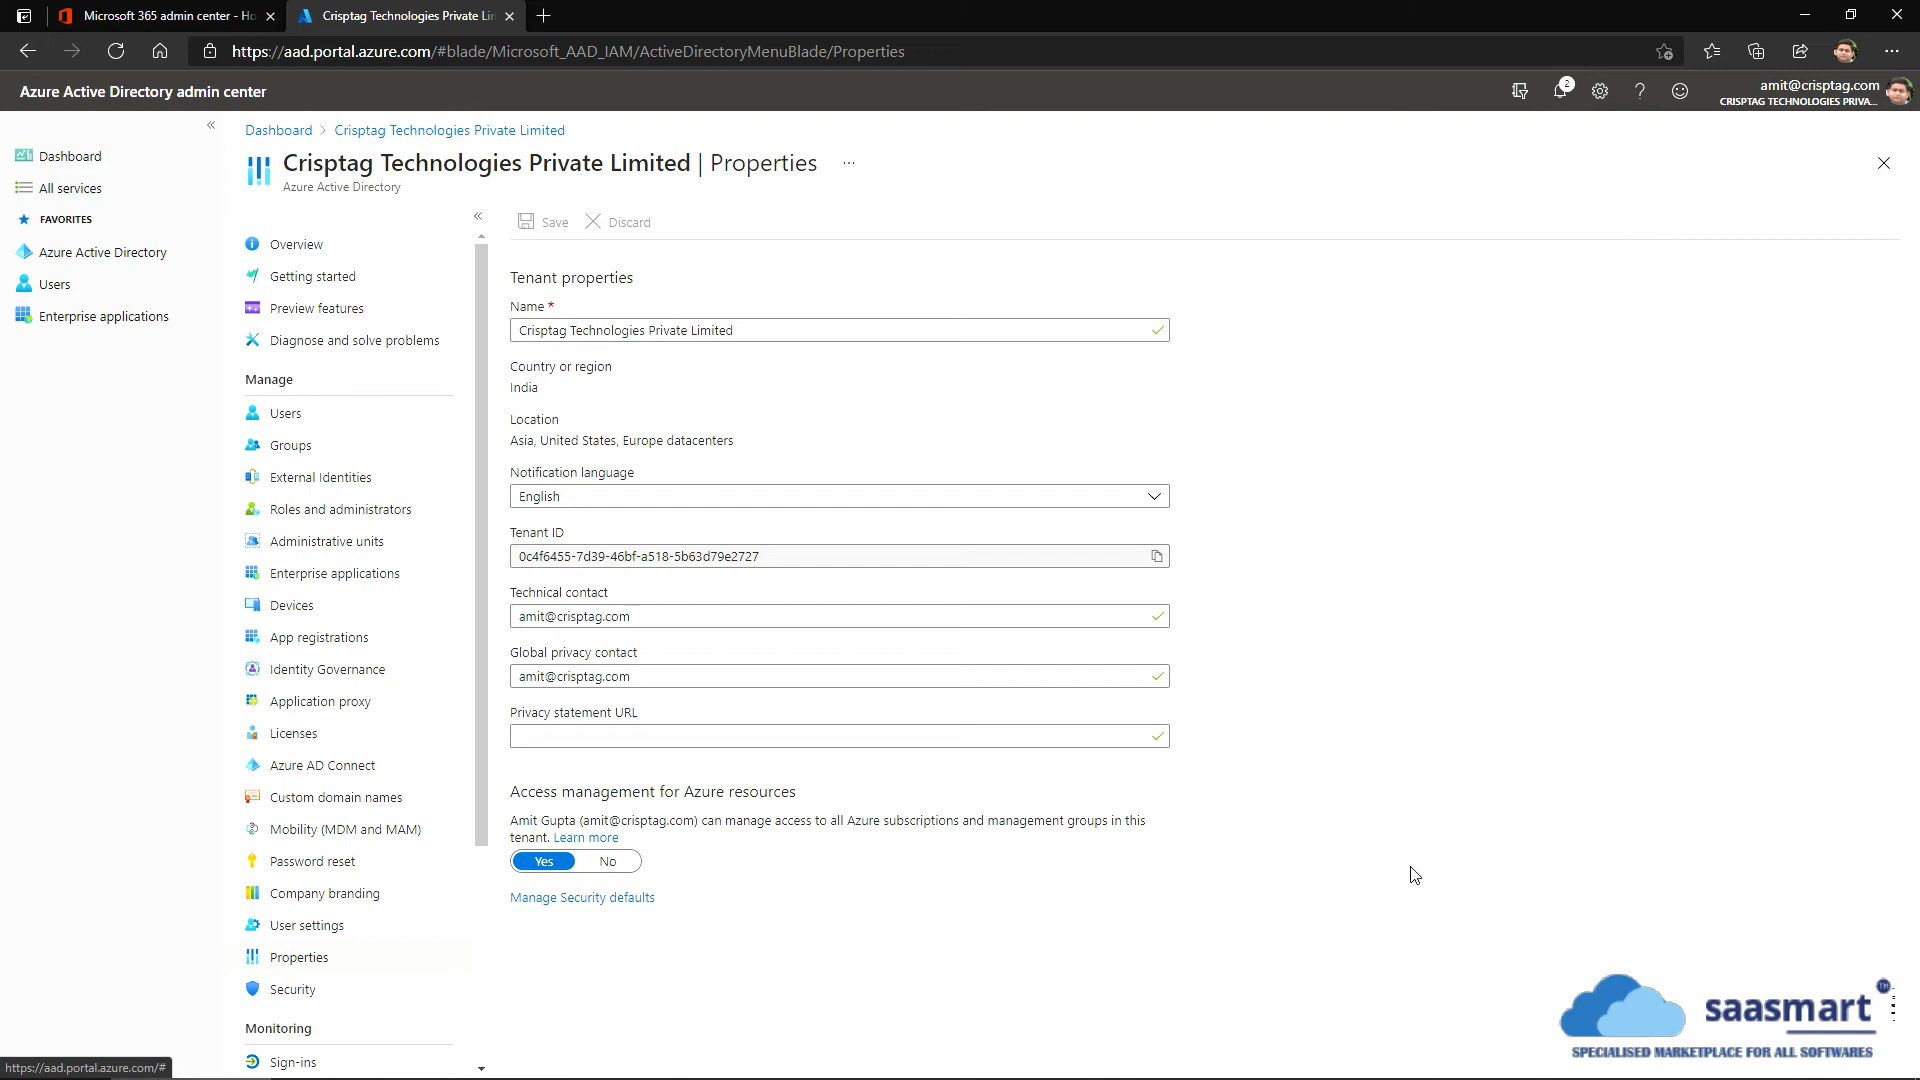 Microsoft 365 admin center - Ho
Crisptag Technologies Private Lin
https://aad.portal.azure.com/#blade/Microsoft_AAD_IAM/ActiveDirectoryMenuBlade/Properties
Azure Active Directory admin center
2
amit@crisptag.com
CRISPTAG TECHNOLOGIES PRIVA...
Dashboard
All services
FAVORITES
Azure Active Directory
Users
Enterprise applications
Dashboard > Crisptag Technologies Private Limited
Crisptag Technologies Private Limited | Properties ...
Azure Active Directory
Overview
Getting started
Preview features
Diagnose and solve problems
Manage
Users
Groups
External Identities
Roles and administrators
Administrative units
Enterprise applications
Devices
App registrations
Identity Governance
Application proxy
Licenses
Azure AD Connect
Custom domain names
Mobility (MDM and MAM)
Password reset
Company branding
User settings
Properties
Security
Monitoring
Sign-ins
Save Discard
Tenant properties
Name *
Crisptag Technologies Private Limited
Country or region
India
Location
Asia, United States, Europe datacenters
Notification language
English
Tenant ID
0c4f6455-7d39-46bf-a518-5b63d79e2727
Technical contact
amit@crisptag.com
Global privacy contact
amit@crisptag.com
Privacy statement URL
Access management for Azure resources
Amit Gupta (amit@crisptag.com) can manage access to all Azure subscriptions and management groups in this
tenant. Learn more
Yes No
Manage Security defaults
saasmart TM
SPECIALISED MARKETPLACE FOR ALL SOFTWARES
https://aad.portal.azure.com/#